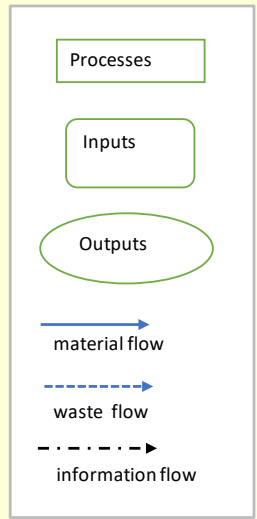 Processes
Inputs
Outputs
material flow
waste flow
information flow